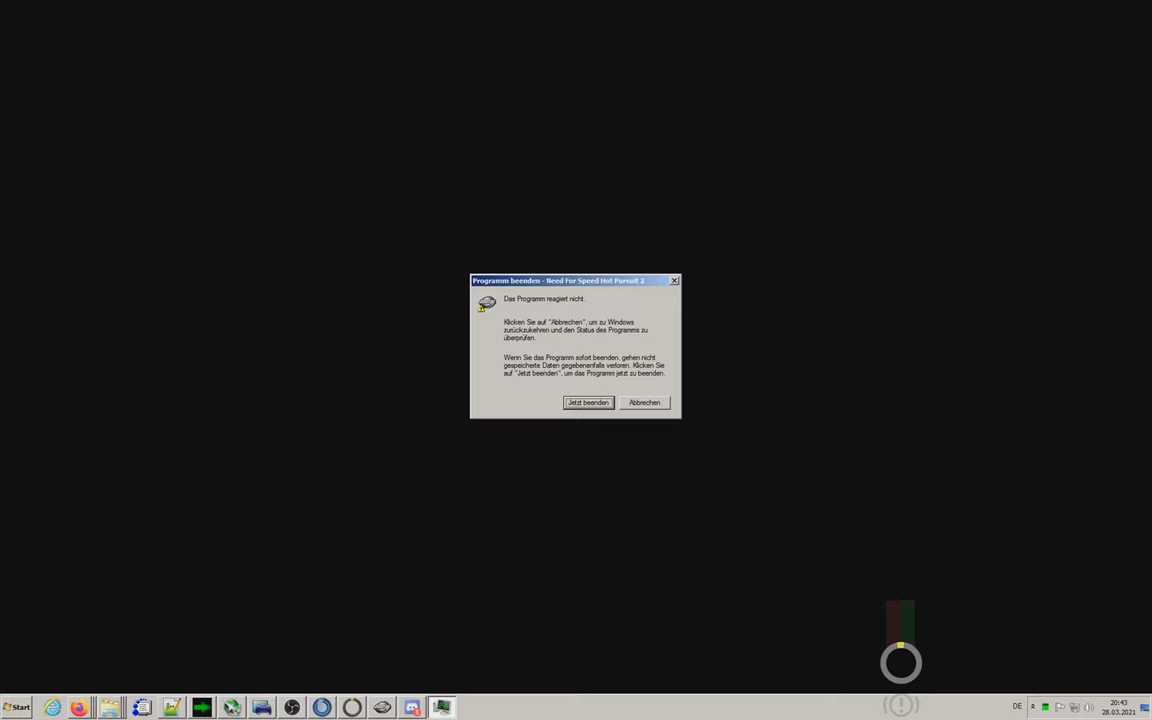 Programm beenden - Need For Speed Hot Pursuit 2
Das Programm reagiert nicht.
Klicken Sie auf "Abbrechen", um zu Windows
zurückzukehren und den Status des Programms zu
überprüfen.
Wenn Sie das Programm sofort beenden, gehen nicht
gespeicherte Daten gegebenenfalls verloren. Klicken Sie
auf "Jetzt beenden", um das Programm jetzt zu beenden.
Jetzt beenden
Abbrechen
Start
DE
20:43
28.03.2021